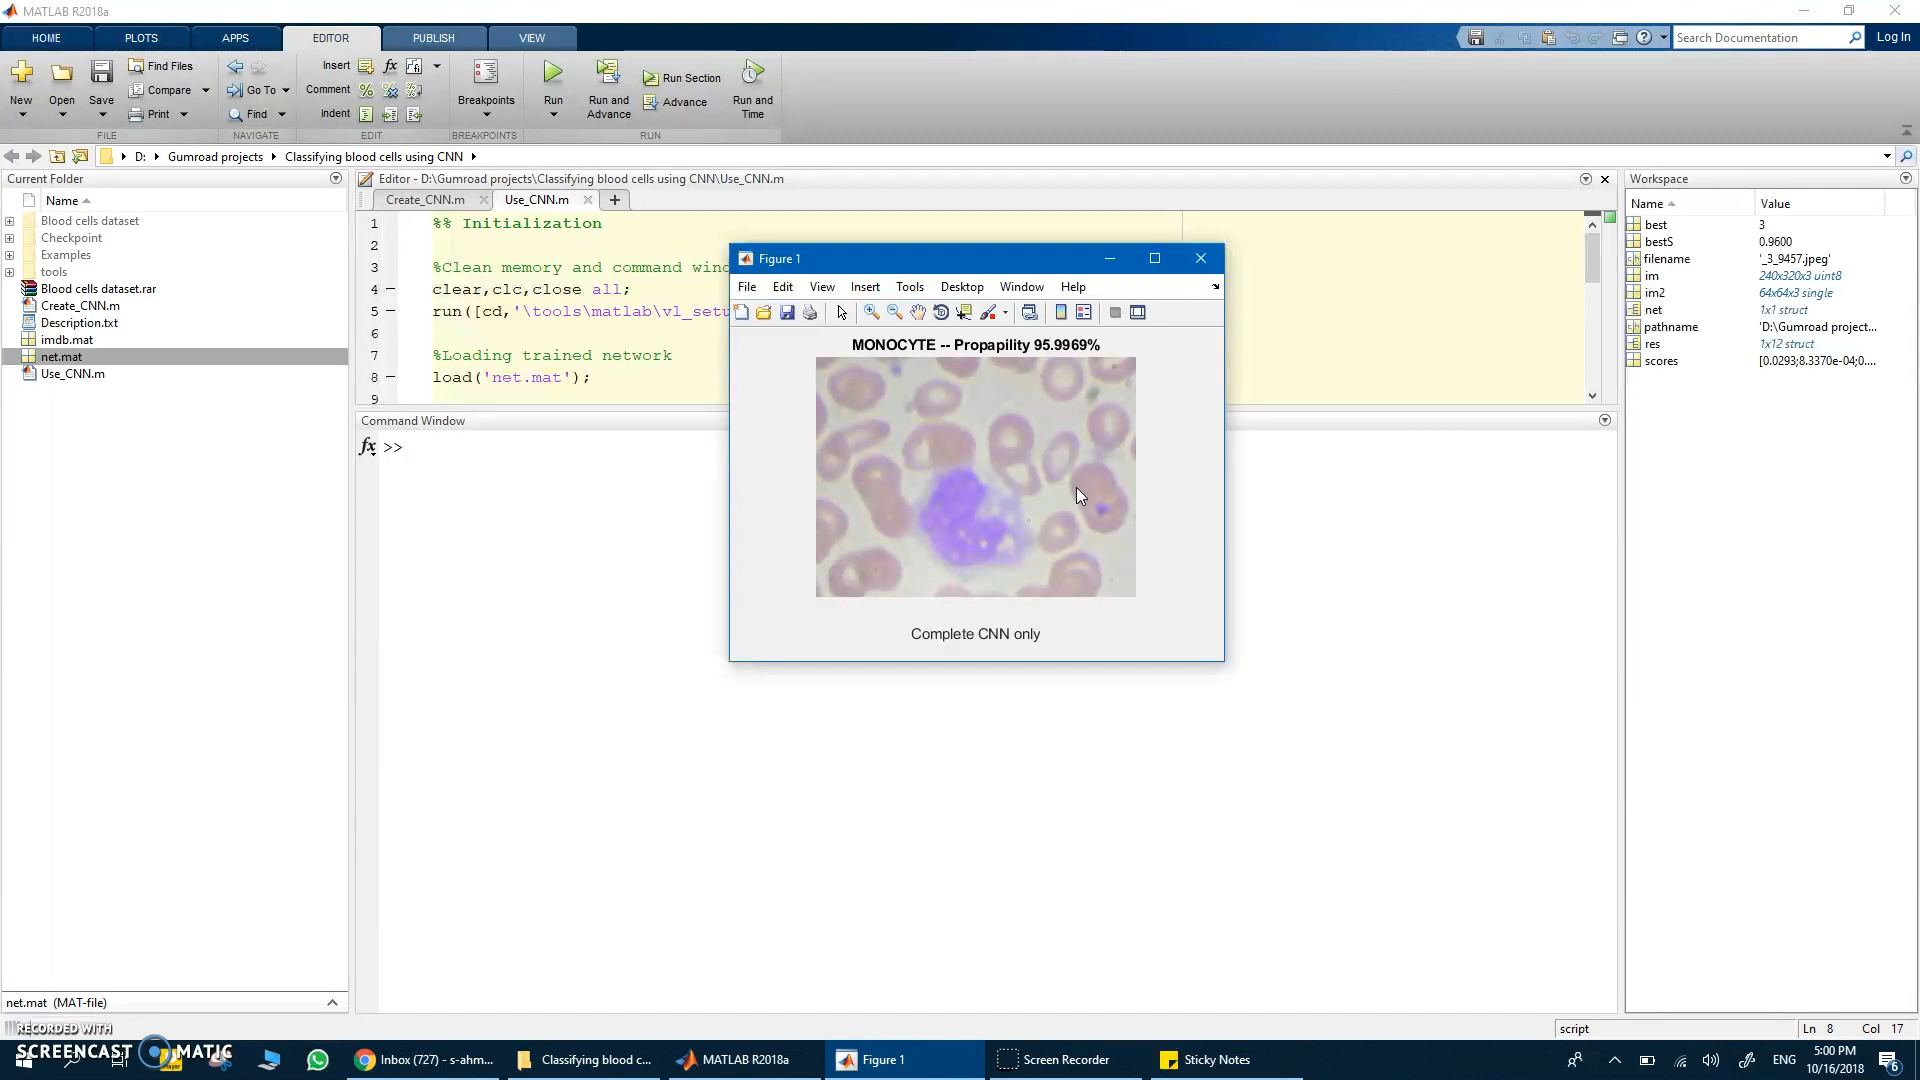 MATLAB R2018a
HOME PLOTS APPS EDITOR PUBLISH VIEW
Search Documentation
Log In
New
Open
Save
Find Files
Compare
Print
FILE
Go To
Find
NAVIGATE
Insert
Comment
Indent
EDIT
Breakpoints
BREAKPOINTS
Run
Run and Advance
Run Section
Advance
Run and Time
RUN
D: Gumroad projects Classifying blood cells using CNN
Current Folder
Name
Blood cells dataset
Checkpoint
Examples
tools
Blood cells dataset.rar
Create_CNN.m
Description.txt
imdb.mat
net.mat
Use_CNN.m
net.mat (MAT-file)
Editor - D:\Gumroad projects\Classifying blood cells using CNN\Use_CNN.m
Create_CNN.m Use_CNN.m
1 %% Initialization
2
3 %Clean memory and command wind
4 clear,clc,close all;
5 run([cd,'\tools\matlab\vl_setu
6
7 %Loading trained network
8 load('net.mat');
9
Command Window
fx >>
Figure 1
File Edit View Insert Tools Desktop Window Help
MONOCYTE -- Propapility 95.9969%
Complete CNN only
Workspace
Name Value
best 3
bestS 0.9600
filename '_3_9457.jpeg'
im 240x320x3 uint8
im2 64x64x3 single
net 1x1 struct
pathname 'D:\Gumroad project...
res 1x12 struct
scores [0.0293;8.3370e-04;0....
script
Ln 8 Col 17
RECORDED WITH
SCREENCAST MATIC
Inbox (727) - s-ahm...
Classifying blood c...
MATLAB R2018a
Figure 1
Screen Recorder
Sticky Notes
ENG
5:00 PM
10/16/2018
6